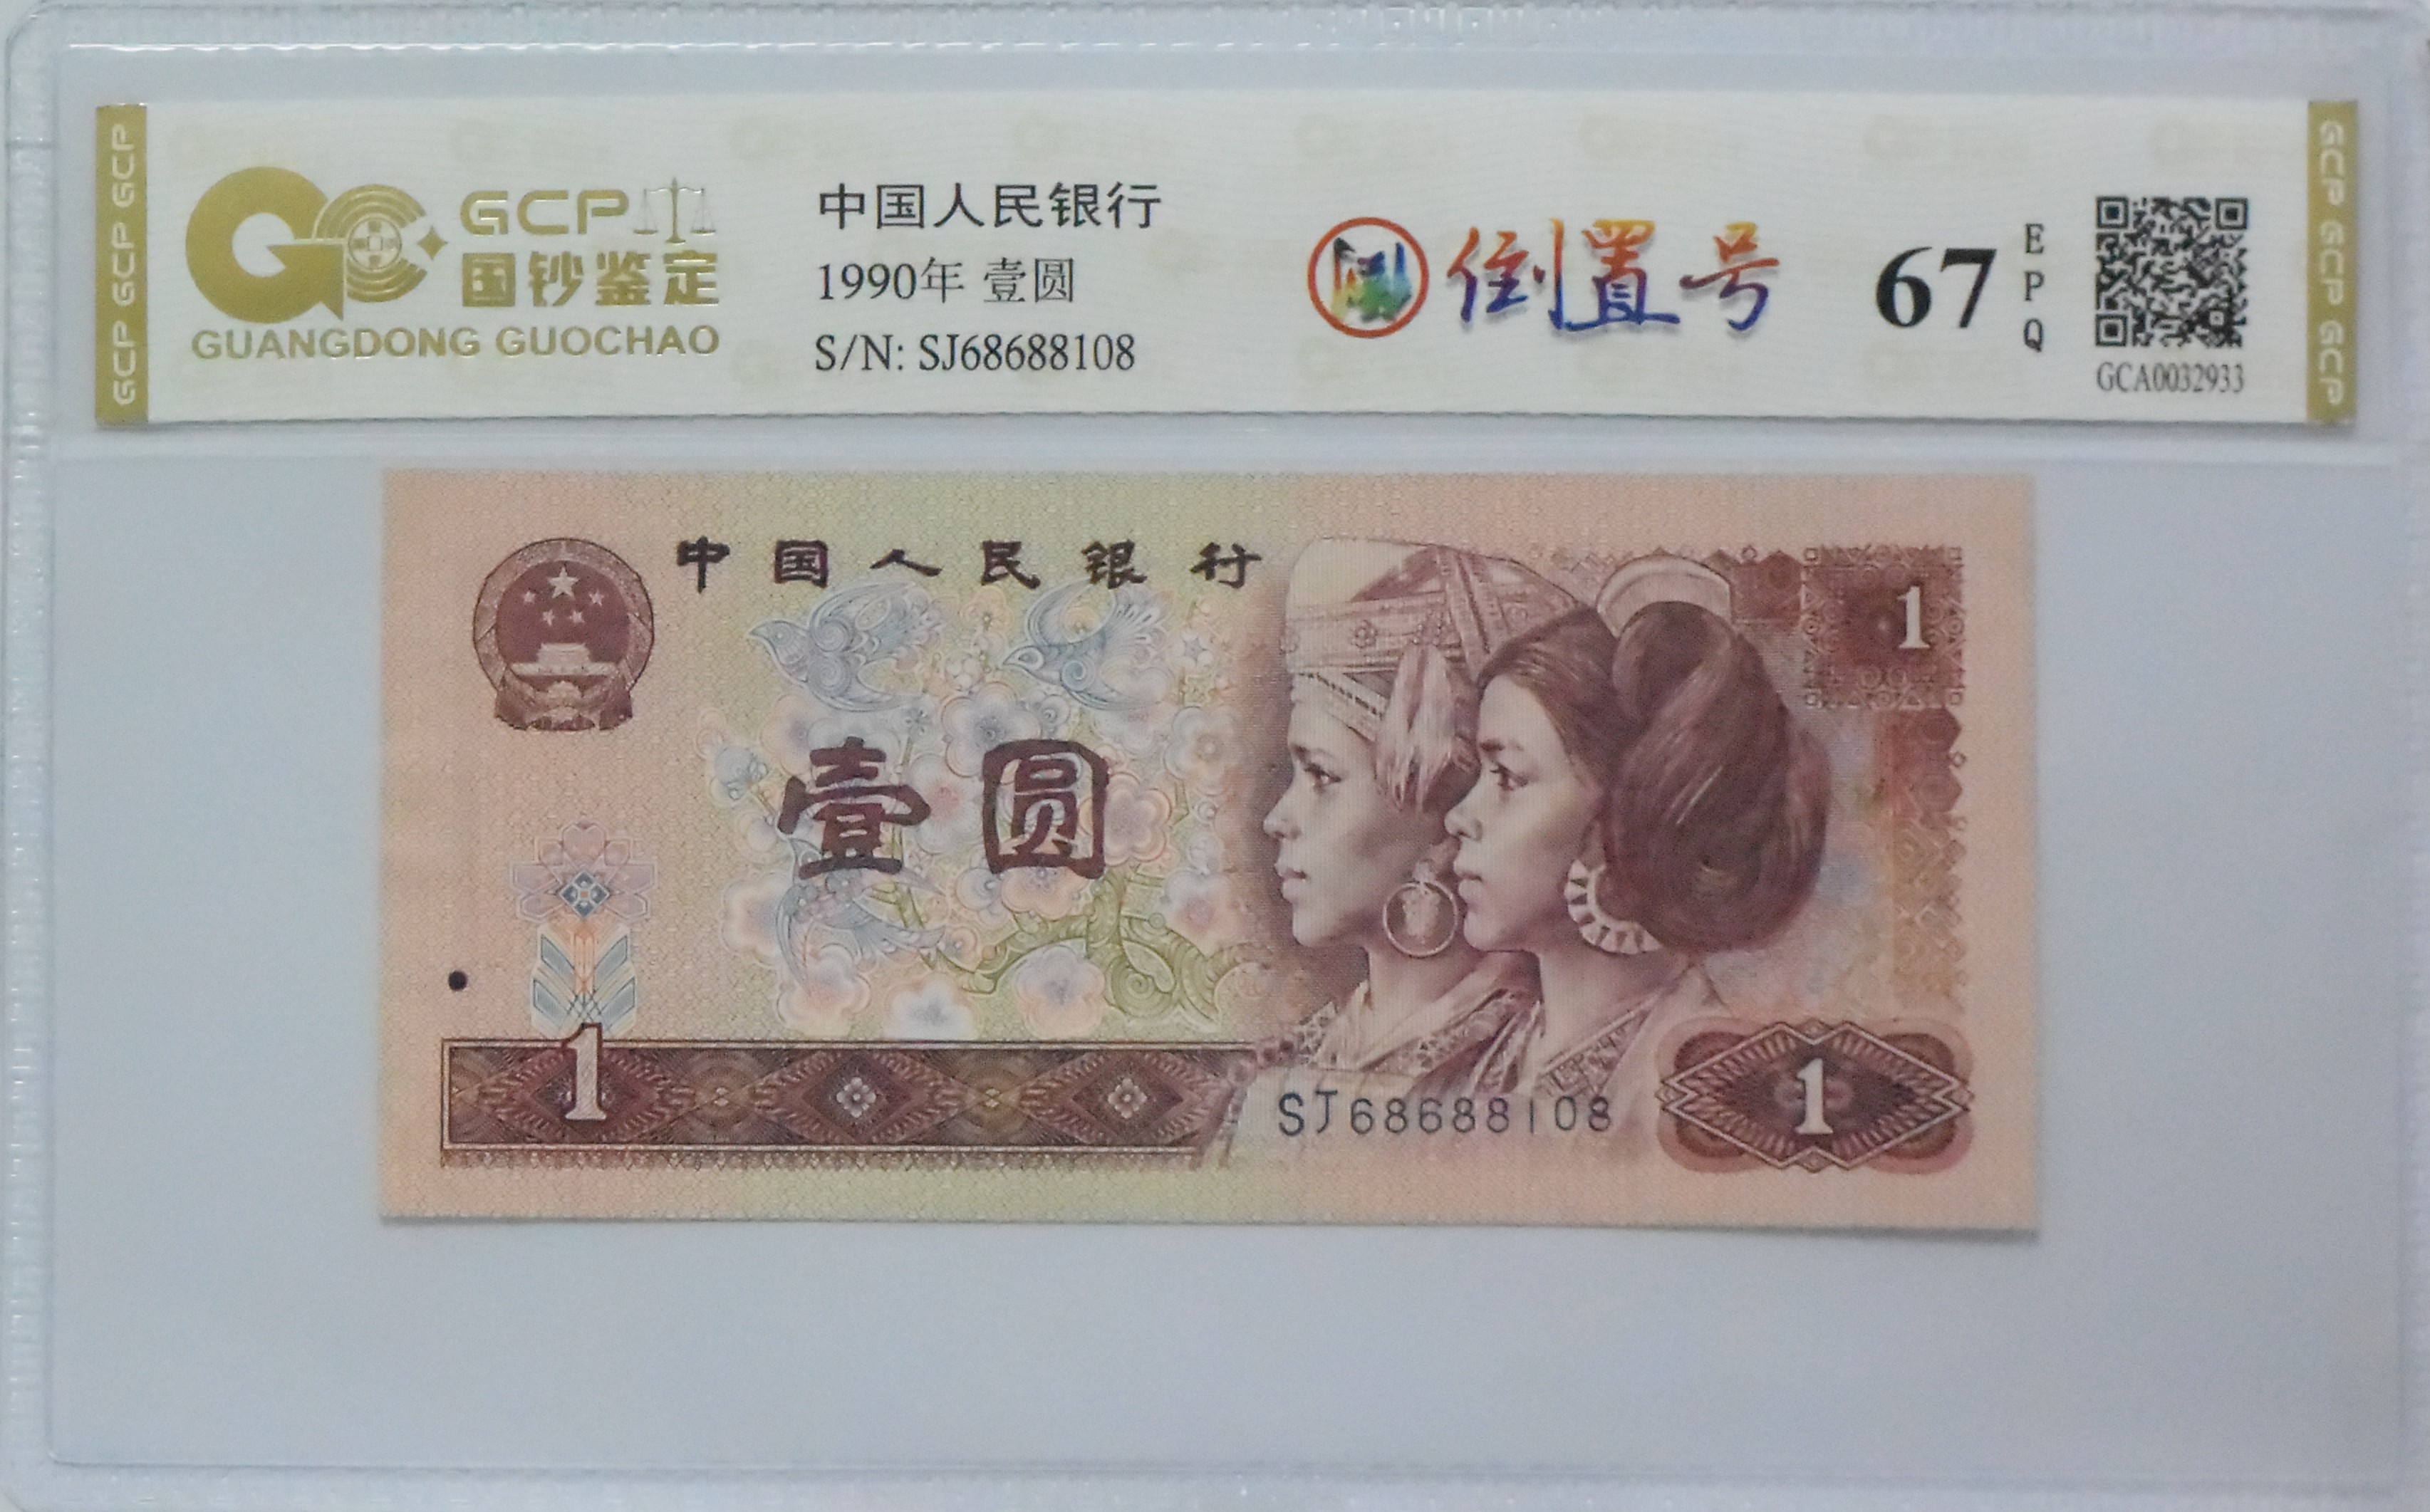 GCP GCP GCP
GCP
国钞鉴定
GUANGDONG GUOCHAO
中国人民银行
1990年 壹圆
S/N: SJ68688108
倒置号
67
EPQ
GCA0032933
GCP GCP GCP
中国人民银行
1
壹圆
1
SJ68688108
1